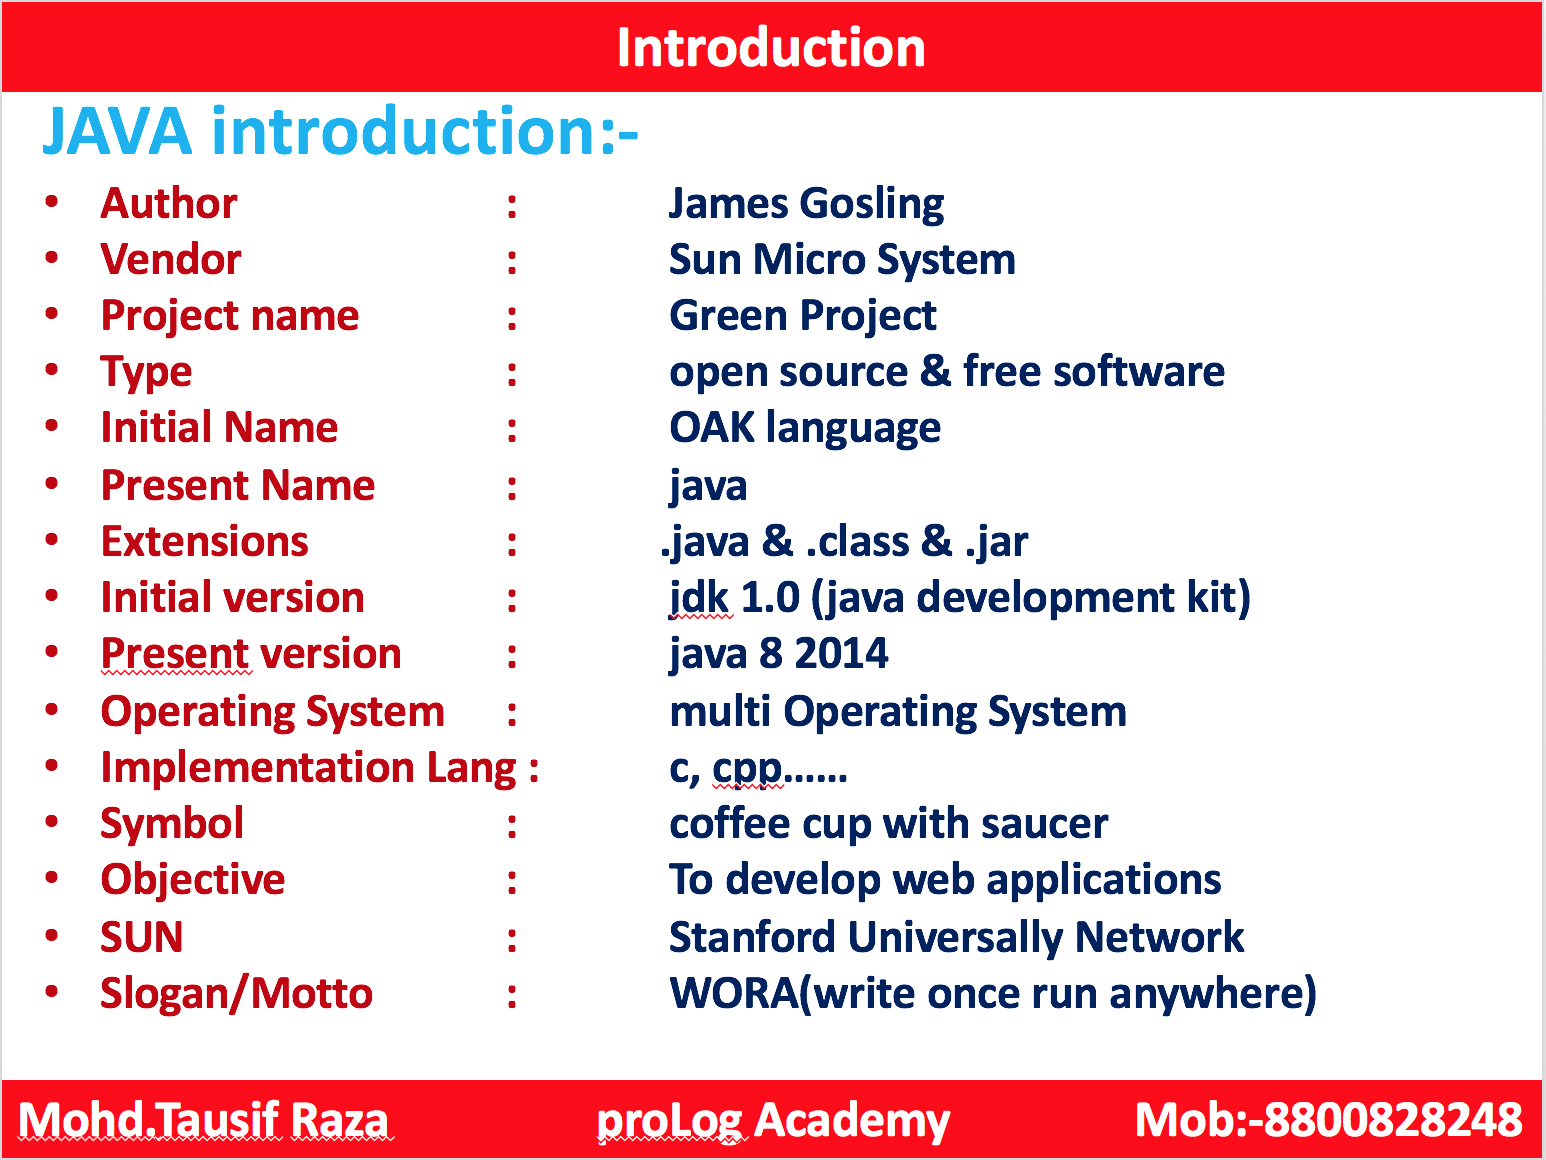 Introduction
JAVA introduction:-
• Author : James Gosling
• Vendor : Sun Micro System
• Project name : Green Project
• Type : open source & free software
• Initial Name : OAK language
• Present Name : java
• Extensions : .java & .class & .jar
• Initial version : jdk 1.0 (java development kit)
• Present version : java 8 2014
• Operating System : multi Operating System
• Implementation Lang : c, cpp......
• Symbol : coffee cup with saucer
• Objective : To develop web applications
• SUN : Stanford Universally Network
• Slogan/Motto : WORA(write once run anywhere)
Mohd.Tausif Raza proLog Academy Mob:-8800828248